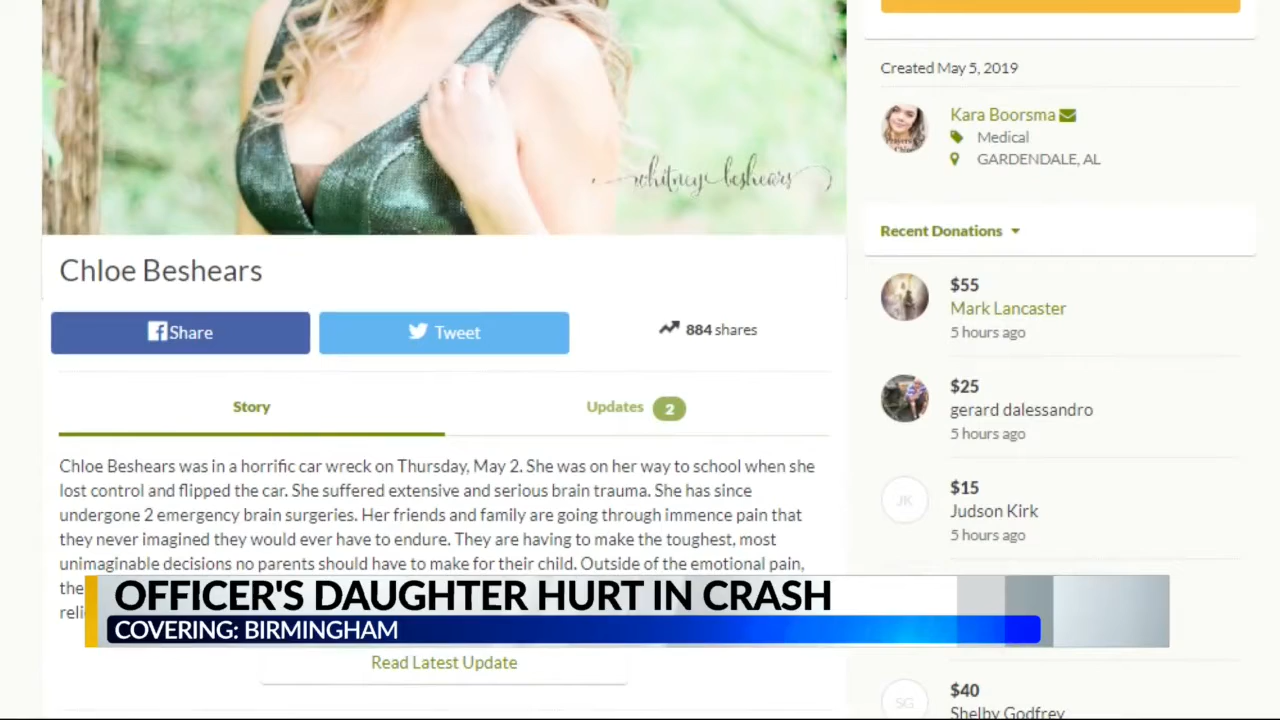 whitney beshears
Chloe Beshears
Share
Tweet
884 shares
Story
Updates 2
Chloe Beshears was in a horrific car wreck on Thursday, May 2. She was on her way to school when she
lost control and flipped the car. She suffered extensive and serious brain trauma. She has since
undergone 2 emergency brain surgeries. Her friends and family are going through immence pain that
they never imagined they would ever have to endure. They are having to make the toughest, most
unimaginable decisions no parents should have to make for their child. Outside of the emotional pain,
OFFICER'S DAUGHTER HURT IN CRASH
COVERING: BIRMINGHAM
Read Latest Update
Created May 5, 2019
Kara Boorsma
Medical
GARDENDALE, AL
Recent Donations
$55
Mark Lancaster
5 hours ago
$25
gerard dalessandro
5 hours ago
JK
$15
Judson Kirk
5 hours ago
SG
$40
Shelby Godfrey